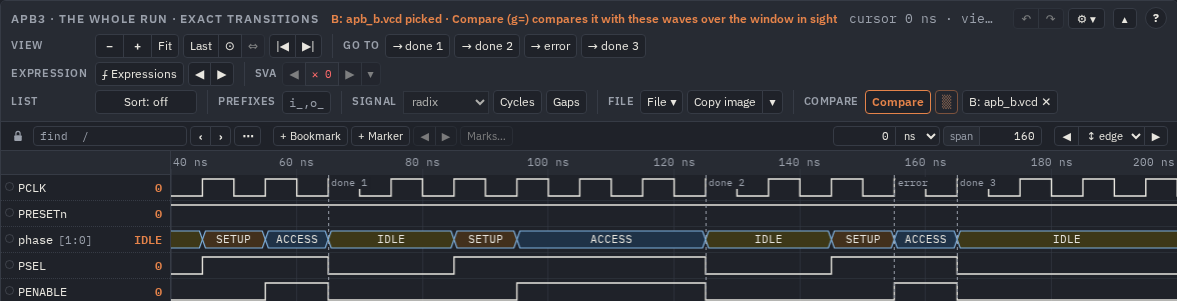 APB3 · THE WHOLE RUN · EXACT TRANSITIONS B: apb_b.vcd picked · Compare (g=) compares it with these waves over the window in sight cursor 0 ns · vie… ?
VIEW − + Fit Last GO TO → done 1 → done 2 → error → done 3
EXPRESSION Expressions ◀ ▶ SVA ◀ × 0 ▶ ▾
LIST Sort: off PREFIXES i_,o_ SIGNAL radix Cycles Gaps FILE File ▾ Copy image ▾ COMPARE Compare B: apb_b.vcd ✕
find / ‹ › ··· + Bookmark + Marker ◀ ▶ Marks... 0 ns span 160 ◀ ↕ edge ▶
40 ns 60 ns 80 ns 100 ns 120 ns 140 ns 160 ns 180 ns 200 ns
PCLK 0 done 1 done 2 error done 3
PRESETn 0
phase [1:0] IDLE SETUP ACCESS IDLE SETUP ACCESS IDLE SETUP ACCESS IDLE
PSEL 0
PENABLE 0